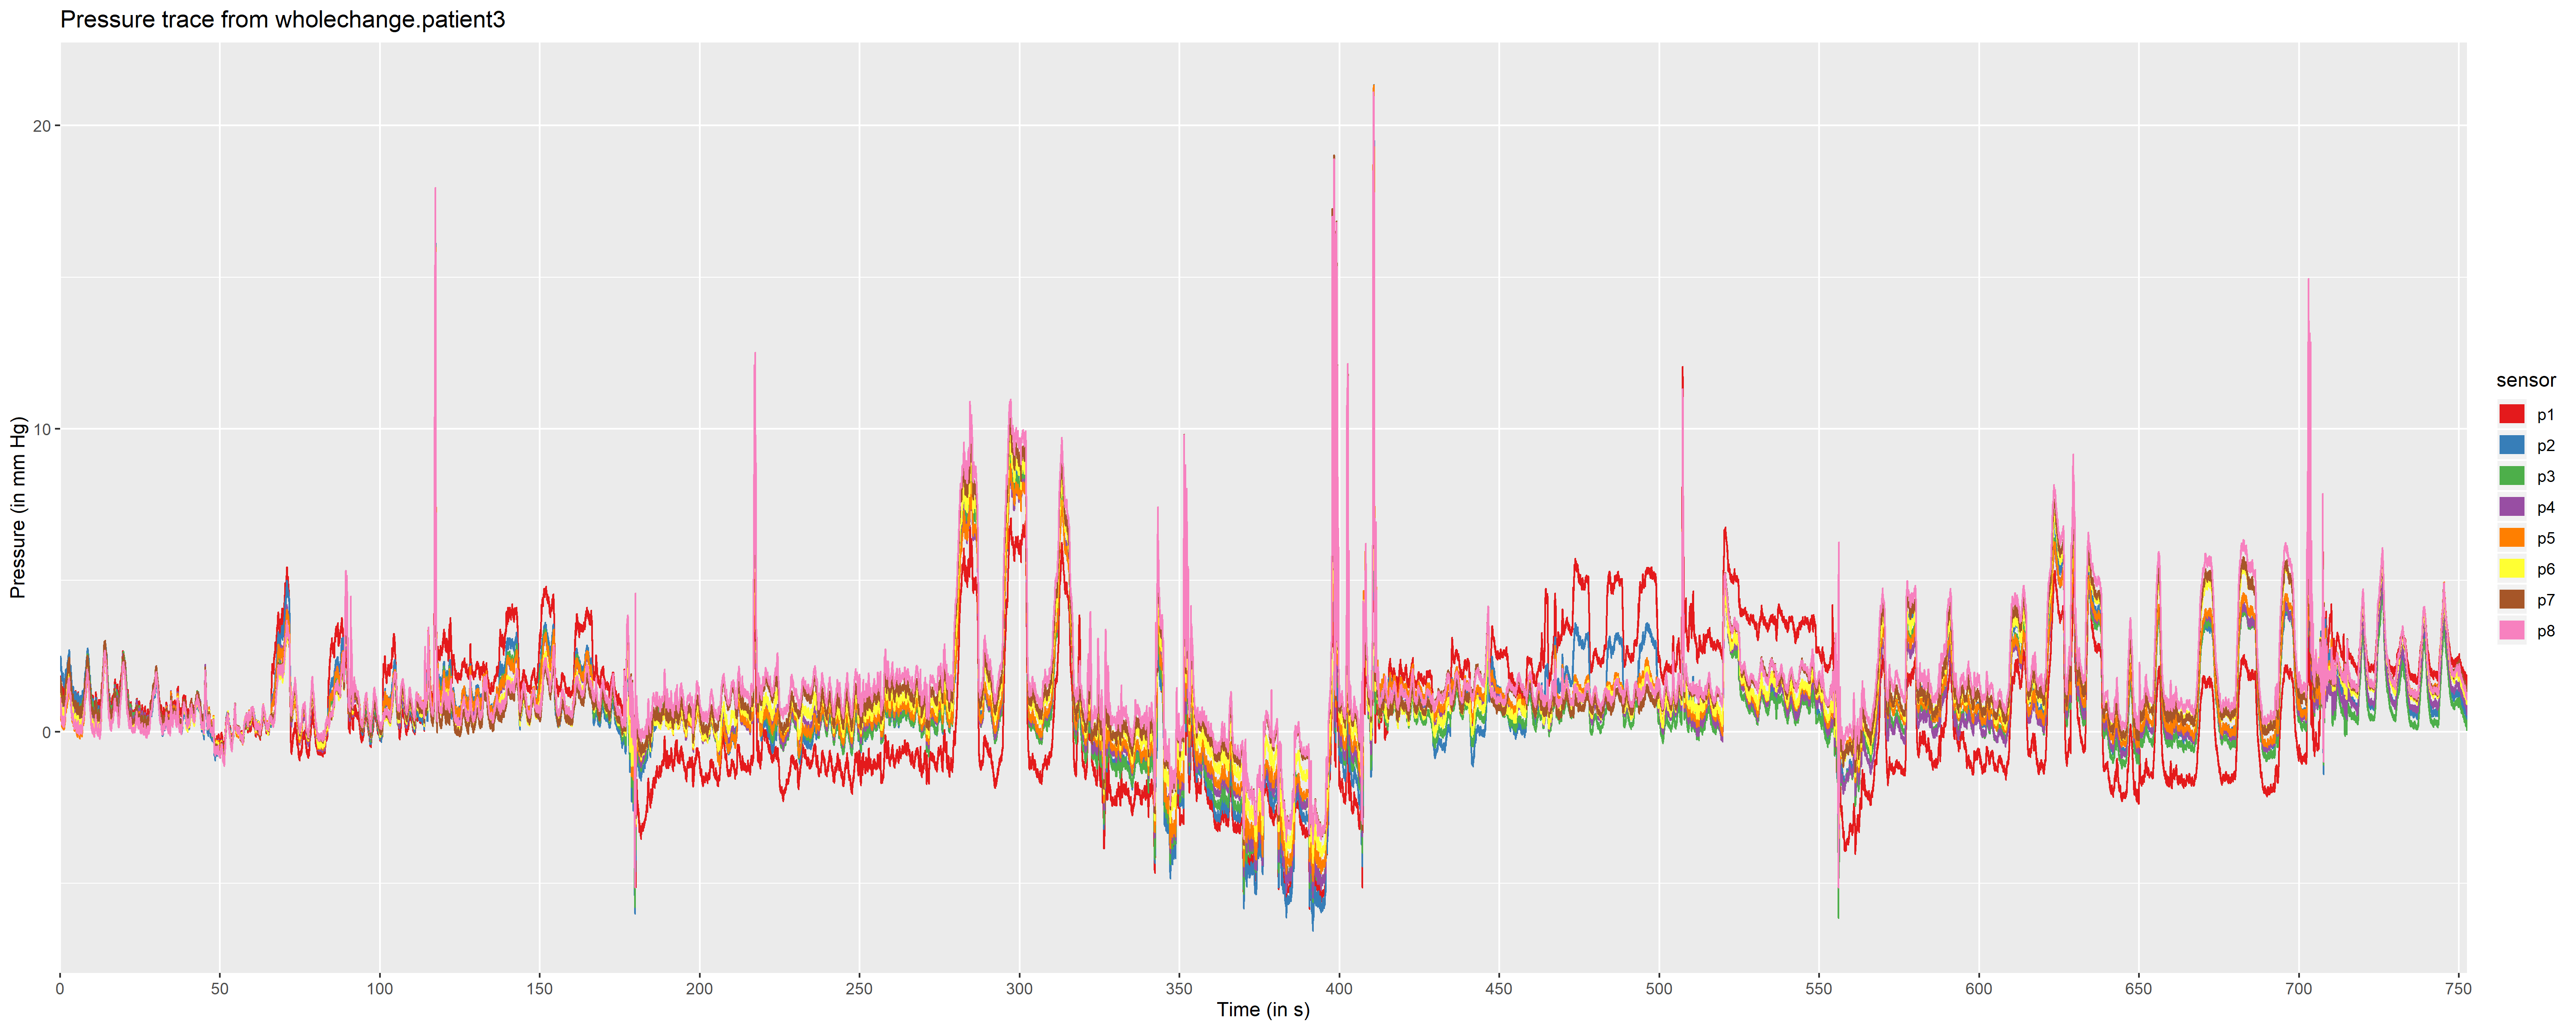 Pressure trace from wholechange.patient3
20
10
0
Pressure (in mm Hg)
0 50 100 150 200 250 300 350 400 450 500 550 600 650 700 750
Time (in s)
sensor
p1
p2
p3
p4
p5
p6
p7
p8